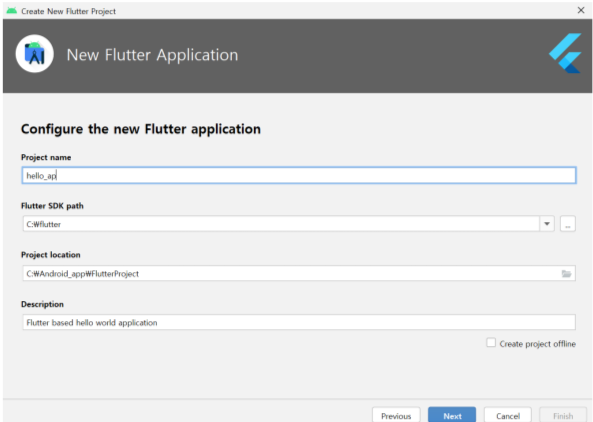 Create New Flutter Project
New Flutter Application
Configure the new Flutter application
Project name
hello_ap
Flutter SDK path
C:₩flutter
...
Project location
C:₩Android_app₩FlutterProject
Description
Flutter based hello world application
Create project offline
Previous Next Cancel Finish